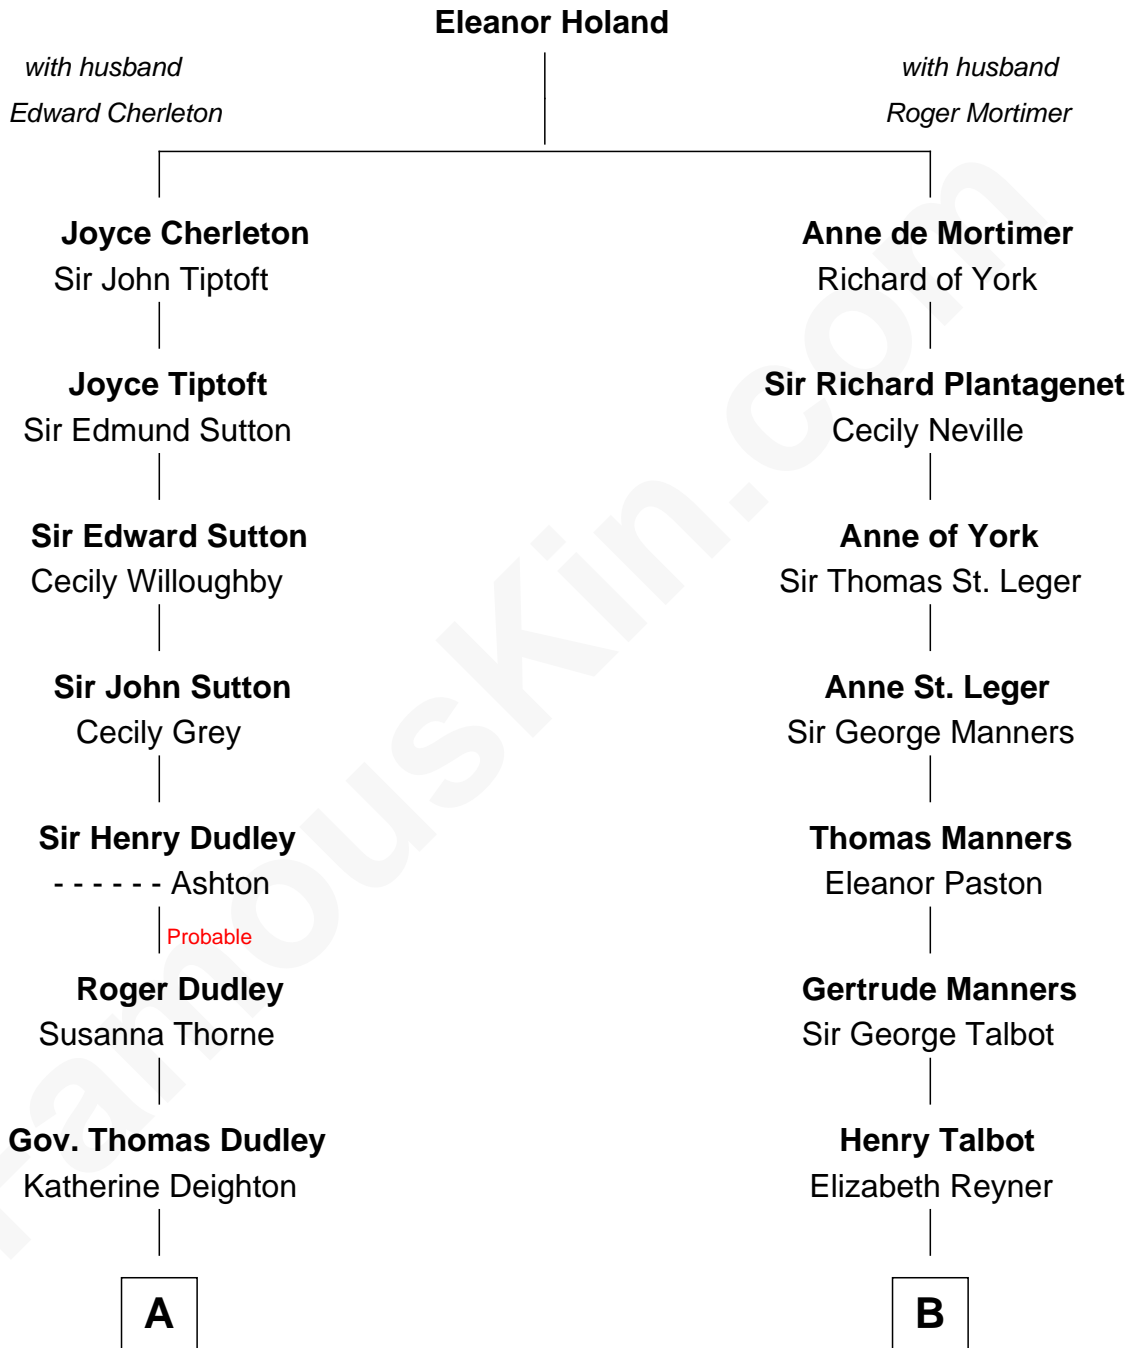 Eleanor Holand
with husband
Edward Cherleton
with husband
Roger Mortimer
Joyce Cherleton
Sir John Tiptoft
Anne de Mortimer
Richard of York
Joyce Tiptoft
Sir Edmund Sutton
Sir Richard Plantagenet
Cecily Neville
Sir Edward Sutton
Cecily Willoughby
Anne of York
Sir Thomas St. Leger
Sir John Sutton
Cecily Grey
Anne St. Leger
Sir George Manners
Sir Henry Dudley
- - - - - - Ashton
Probable
Thomas Manners
Eleanor Paston
Roger Dudley
Susanna Thorne
Gertrude Manners
Sir George Talbot
Gov. Thomas Dudley
Katherine Deighton
Henry Talbot
Elizabeth Reyner
A
B
FamousKin.com